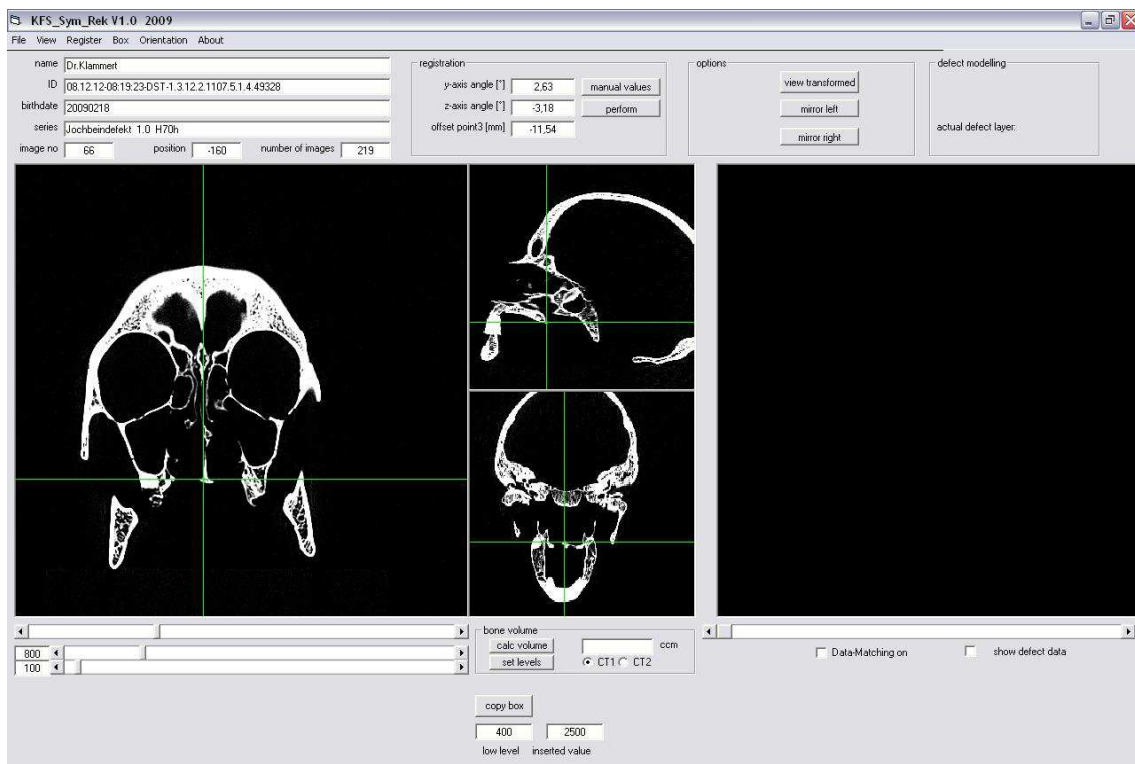 KFS_Sym_Rek V1.0 2009
File View Register Box Orientation About
name Dr.Klammert
ID 08.12.12-08:19:23-DST-1.3.12.2.1107.5.1.4.49328
birthdate 20090218
series Jochbeindefekt 1.0 H70h
image no 66 position -160 number of images 219
registration
y-axis angle [°] 2,63 manual values
z-axis angle [°] -3,18 perform
offset point3 [mm] -11,54
options
view transformed
mirror left
mirror right
defect modelling
actual defect layer:
800
100
bone volume
calc volume ccm
set levels CT1 CT2
Data-Matching on show defect data
copy box
400 2500
low level inserted value